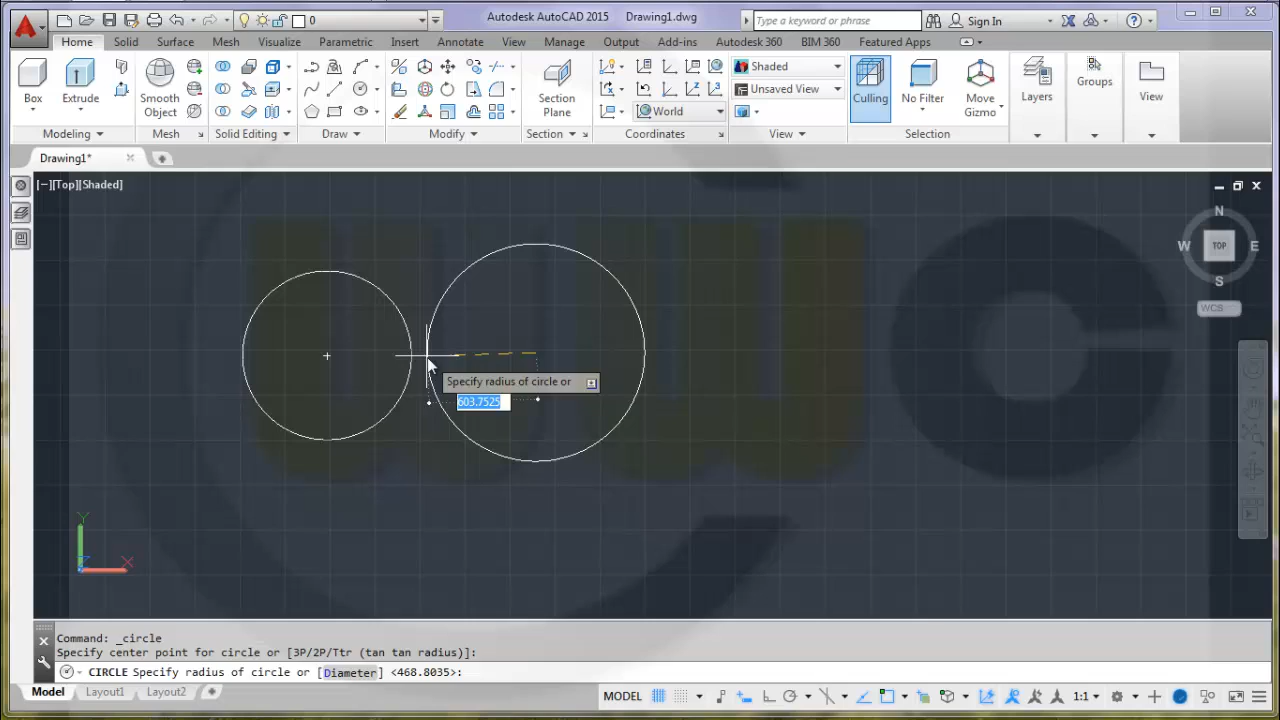 Autodesk AutoCAD 2015 Drawing1.dwg Type a keyword or phrase Sign In
0
Home Solid Surface Mesh Visualize Parametric Insert Annotate View Manage Output Add-ins Autodesk 360 BIM 360 Featured Apps
Box Extrude Smooth Object Section Plane Shaded Unsaved View World Culling No Filter Move Gizmo Layers Groups View
Modeling Mesh Solid Editing Draw Modify Section Coordinates View Selection
Drawing1*
[−][Top][Shaded]
N
W TOP E
S
WCS
Specify radius of circle or
603.7525
Y
Z X
Command: _circle
Specify center point for circle or [3P/2P/Ttr (tan tan radius)]:
CIRCLE Specify radius of circle or [Diameter] <468.8035>:
Model Layout1 Layout2 MODEL 1:1